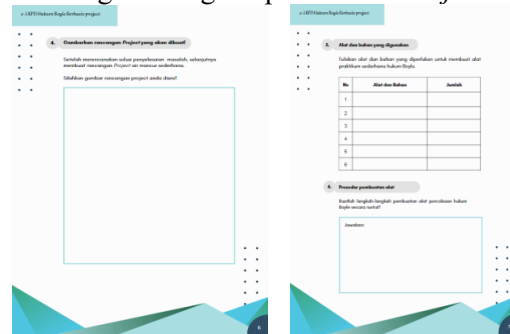 e-LKPD Hukum Boyle Berbasis project
4. Gambarkan rancangan Project yang akan dibuat!
Setelah merencanakan solusi penyelesaian masalah, selanjutnya
membuat rancangan Project air mancur sederhana.
Silahkan gambar rancangan project anda disini!
6
e-LKPD Hukum Boyle Berbasis project
5. Alat dan bahan yang digunakan
Tuliskan alat dan bahan yang diperlukan untuk membuat alat
praktikum sederhana hukum Boyle.
No Alat dan Bahan Jumlah
1
2
3
4
5
6
6. Prosedur pembuatan alat
Buatlah langkah-langkah pembuatan alat percobaan hukum
Boyle secara runtut!
Jawaban: